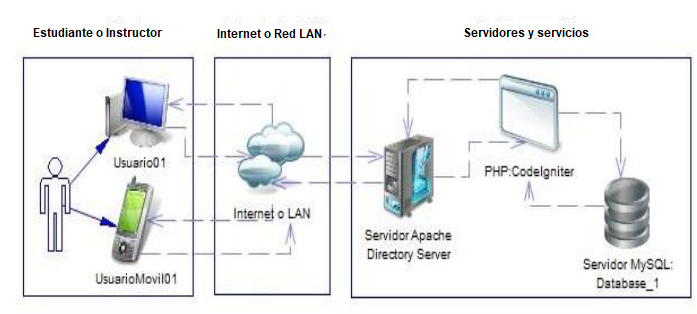 Estudiante o Instructor
Internet o Red LAN·
Servidores y servicios
Usuario01
UsuarioMovil01
Internet o LAN
Servidor Apache
Directory Server
PHP:CodeIgniter
Servidor MySQL:
Database_1